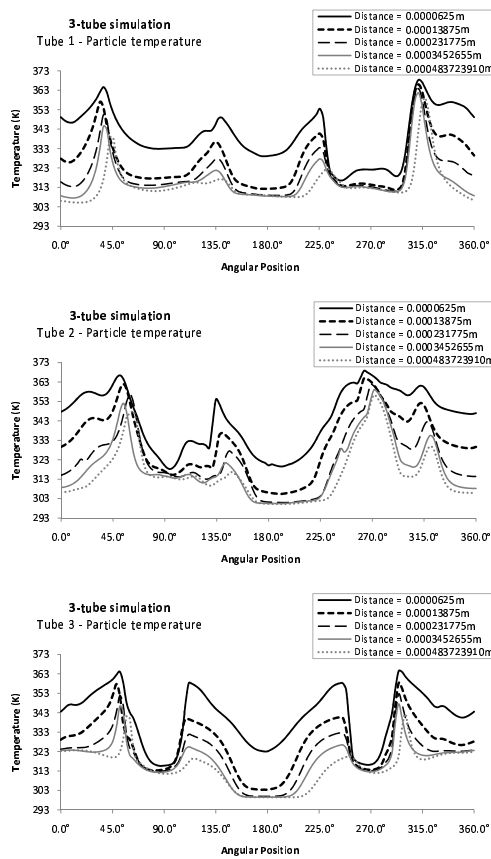 3-tube simulation
Tube 1 - Particle temperature
Distance = 0.0000625m
Distance = 0.00013875m
Distance = 0.000231775m
Distance = 0.0003452655m
Distance = 0.000483723910m
Temperature (K)
373
363
353
343
333
323
313
303
293
0.0° 45.0° 90.0° 135.0° 180.0° 225.0° 270.0° 315.0° 360.0°
Angular Position
3-tube simulation
Tube 2 - Particle temperature
Distance = 0.0000625m
Distance = 0.00013875m
Distance = 0.000231775m
Distance = 0.0003452655m
Distance = 0.000483723910m
Temperature (K)
373
363
353
343
333
323
313
303
293
0.0° 45.0° 90.0° 135.0° 180.0° 225.0° 270.0° 315.0° 360.0°
Angular Position
3-tube simulation
Tube 3 - Particle temperature
Distance = 0.0000625m
Distance = 0.00013875m
Distance = 0.000231775m
Distance = 0.0003452655m
Distance = 0.000483723910m
Temperature (K)
373
363
353
343
333
323
313
303
293
0.0° 45.0° 90.0° 135.0° 180.0° 225.0° 270.0° 315.0° 360.0°
Angular Position